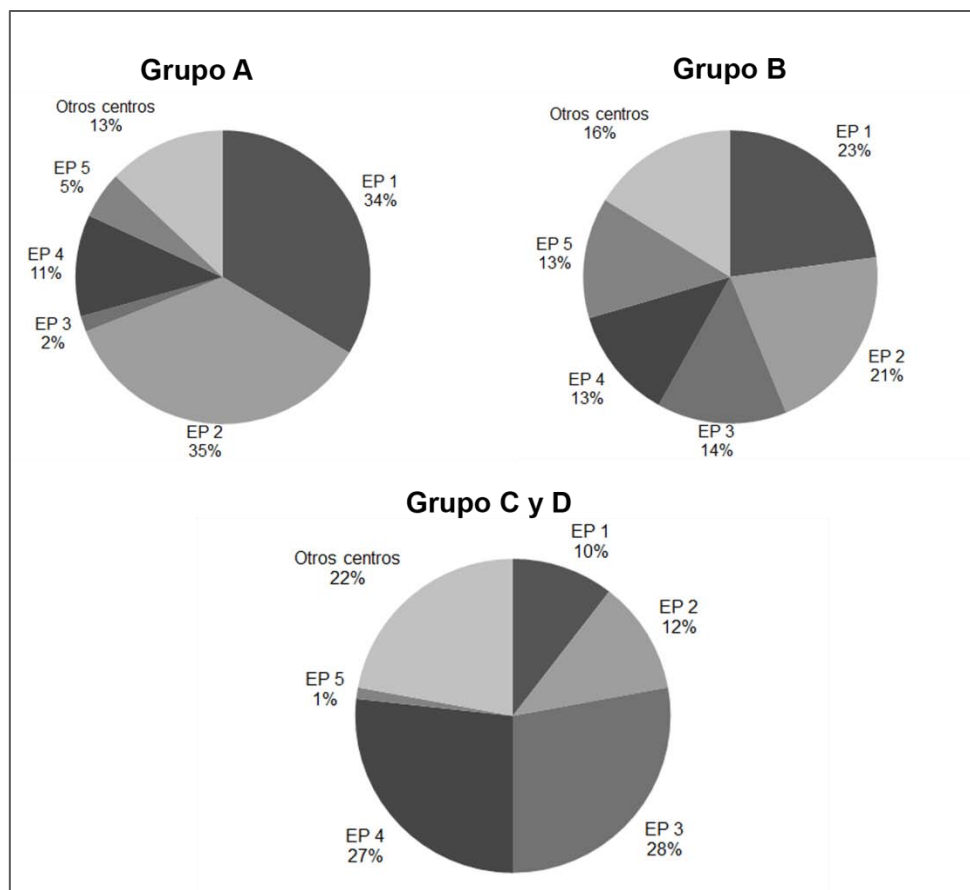 Grupo A
Otros centros
13%
EP 1
34%
EP 5
5%
EP 4
11%
EP 3
2%
EP 2
35%
Grupo B
Otros centros
16%
EP 1
23%
EP 5
13%
EP 2
21%
EP 4
13%
EP 3
14%
Grupo C y D
Otros centros
22%
EP 1
10%
EP 2
12%
EP 5
1%
EP 4
27%
EP 3
28%